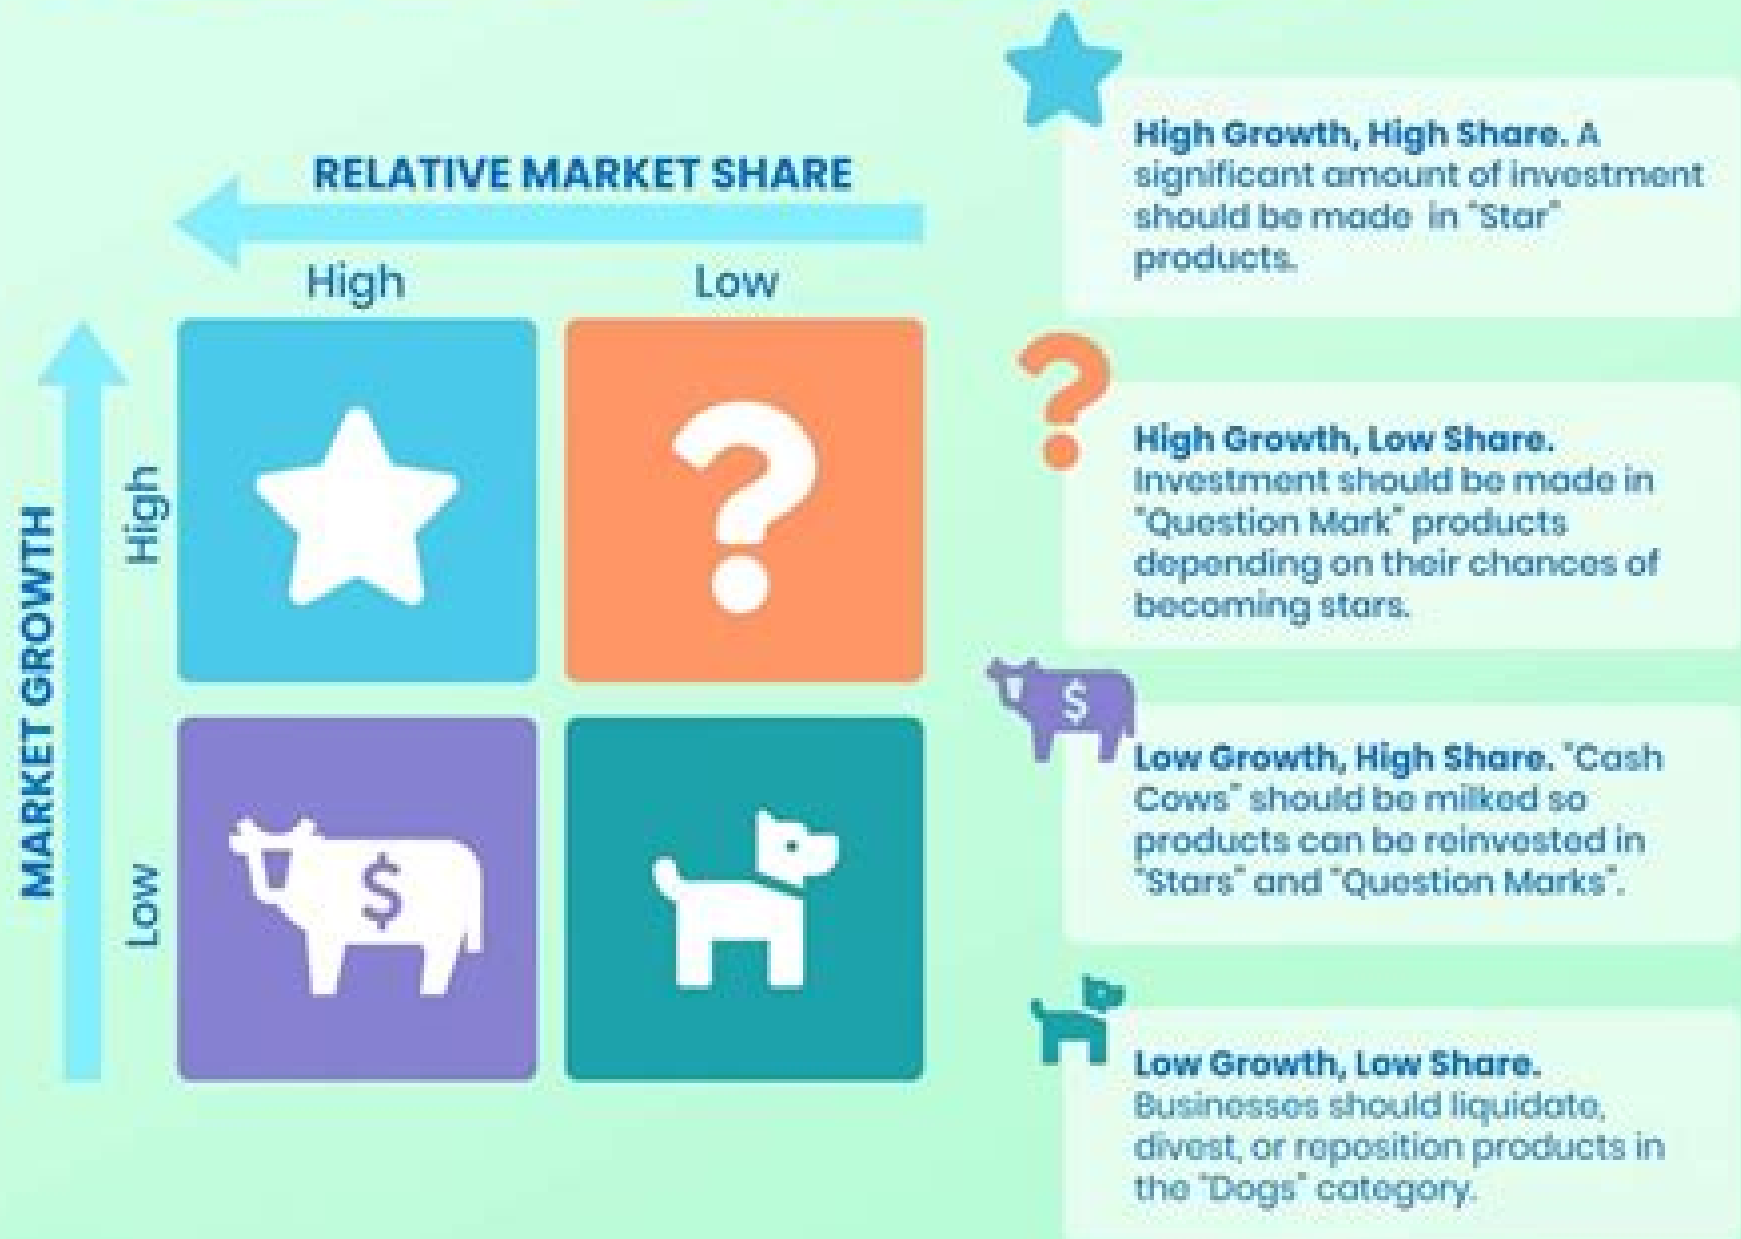 RELATIVE MARKET SHARE
High
Low
MARKET GROWTH
High
Low
$
High Growth, High Share. A
significant amount of investment
should be made in "Star"
products.
High Growth, Low Share.
Investment should be made in
"Question Mark" products
depending on their chances of
becoming stars.
$
Low Growth, High Share. "Cash
Cows" should be milked so
products can be reinvested in
"Stars" and "Question Marks".
Low Growth, Low Share.
Businesses should liquidate,
divest, or reposition products in
the "Dogs" category.